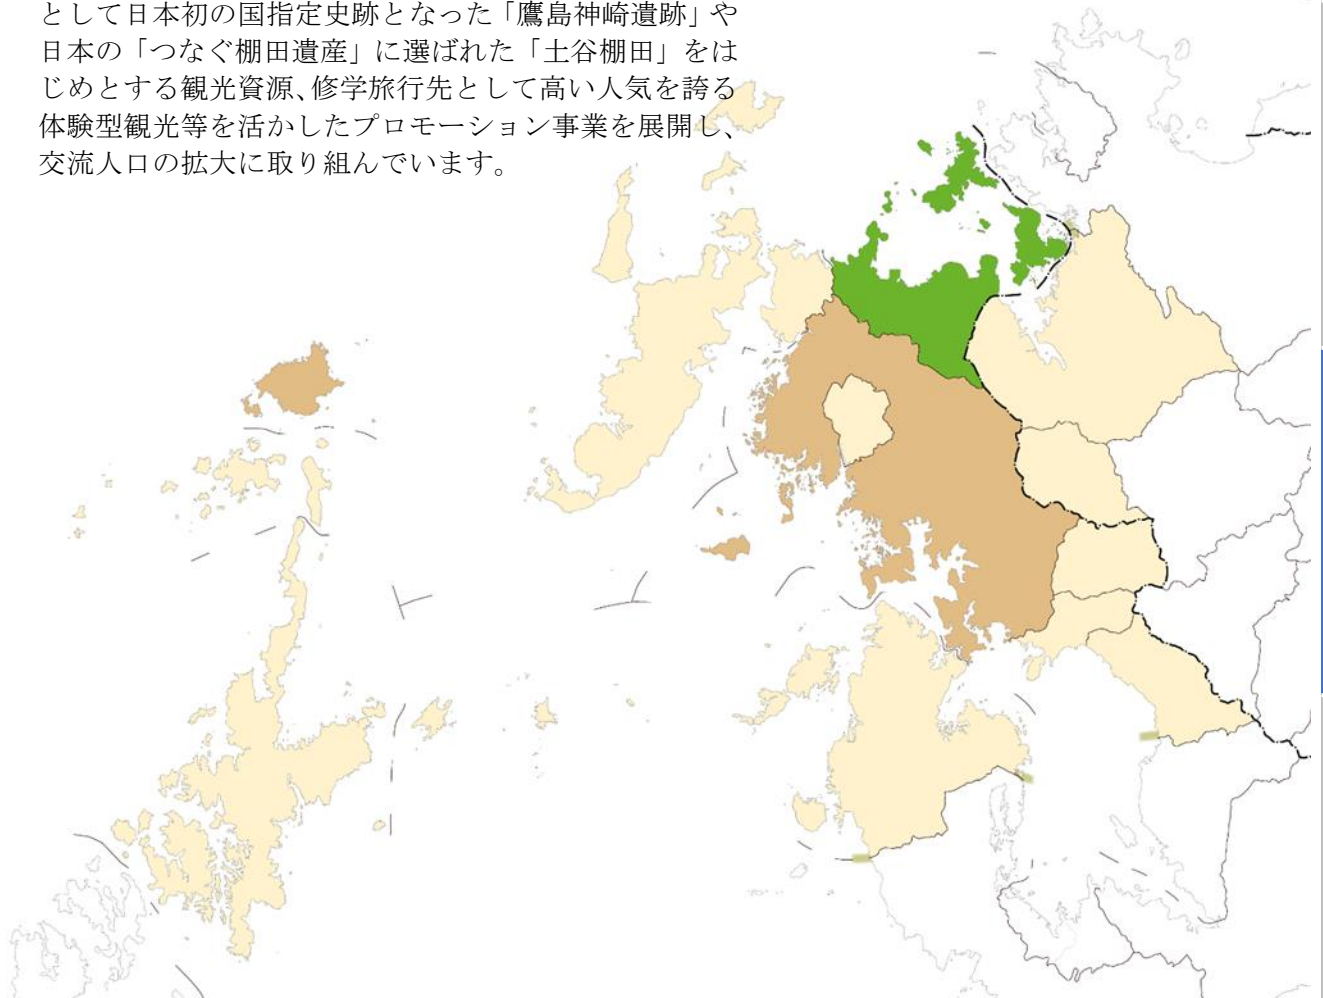 として日本初の国指定史跡となった「鷹島神崎遺跡」や
日本の「つなぐ棚田遺産」に選ばれた「土谷棚田」をは
じめとする観光資源、修学旅行先として高い人気を誇る
体験型観光等を活かしたプロモーション事業を展開し、
交流人口の拡大に取り組んでいます。